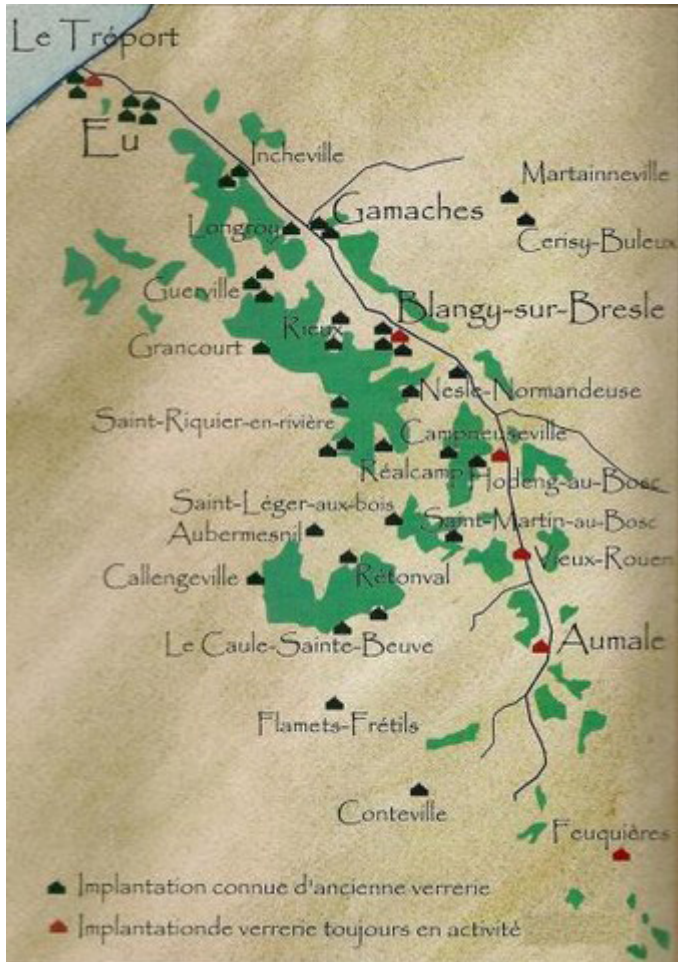 Le Tréport
Eu
Incheville
Martainneville
Gamaches
Longroy
Cerisy-Buleux
Guerville
Blangy-sur-Bresle
Rieux
Grancourt
Nesle-Normandeuse
Saint-Riquier-en-rivière
Campneuseville
Réalcamp
Hodeng-au-Bosc
Saint-Léger-aux-bois
Saint-Martin-au-Bosc
Aubermesnil
Vieux-Rouen
Callengeville
Rétonval
Le Caule-Sainte-Beuve
Aumale
Flamets-Frétils
Conteville
Feuquières
Implantation connue d'ançienne verrerie
Implantationde verrerie toujours en activité